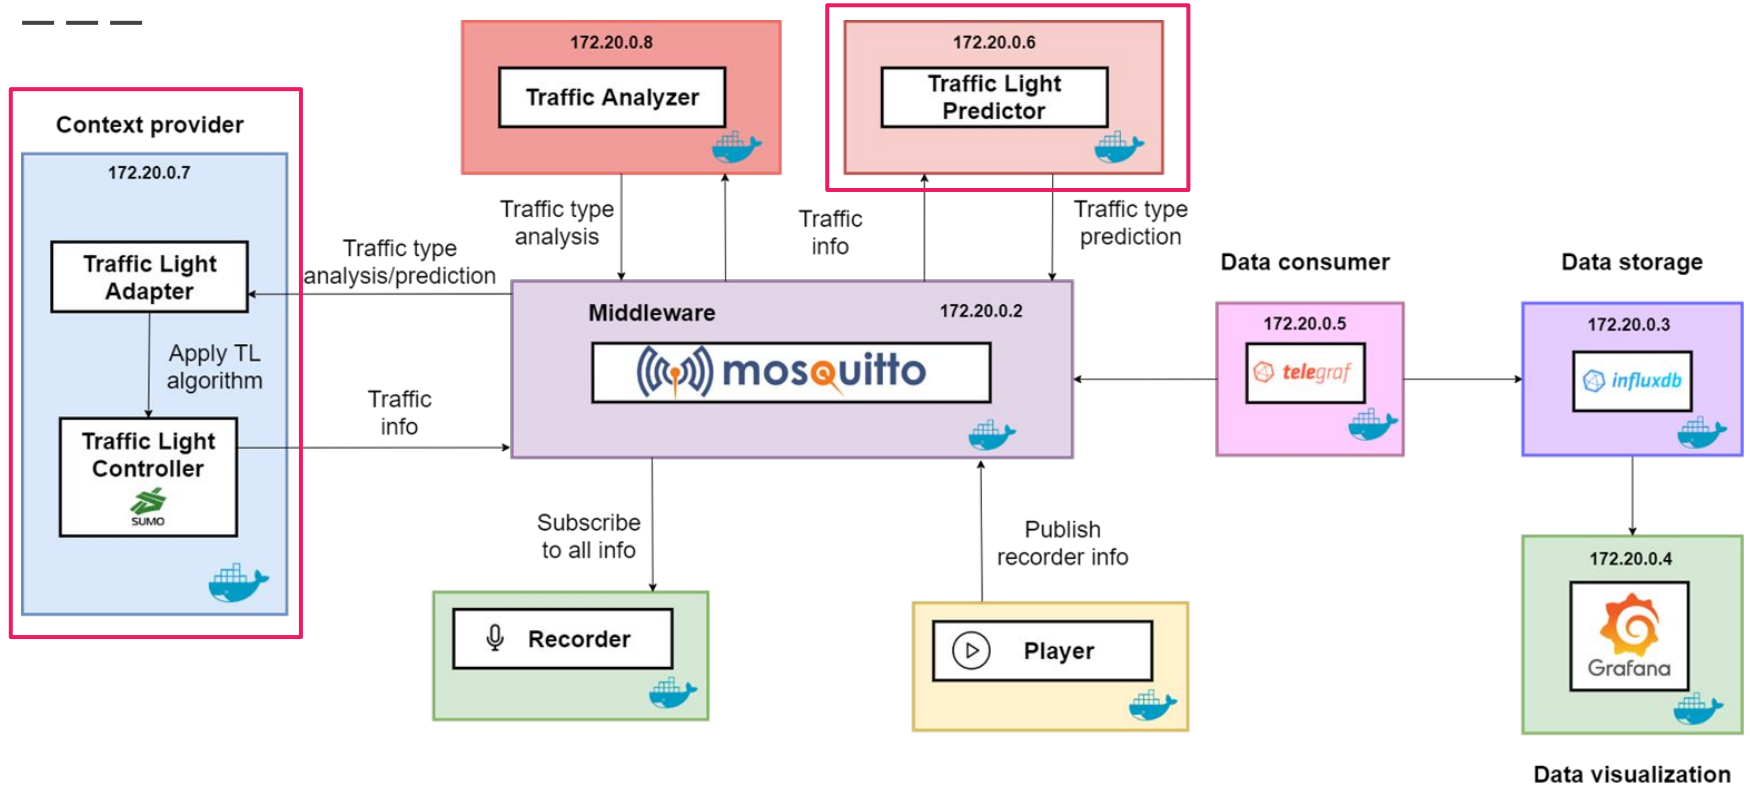 172.20.0.8
Traffic Analyzer
172.20.0.6
Traffic Light
Predictor
Context provider
172.20.0.7
Traffic Light
Adapter
Apply TL
algorithm
Traffic Light
Controller
SUMO
Traffic type
analysis/prediction
Traffic
info
Traffic type
analysis
Traffic
info
Traffic type
prediction
Middleware
172.20.0.2
mosquitto
Data consumer
172.20.0.5
telegraf
Data storage
172.20.0.3
influxdb
Subscribe
to all info
Recorder
Publish
recorder info
Player
172.20.0.4
Grafana
Data visualization